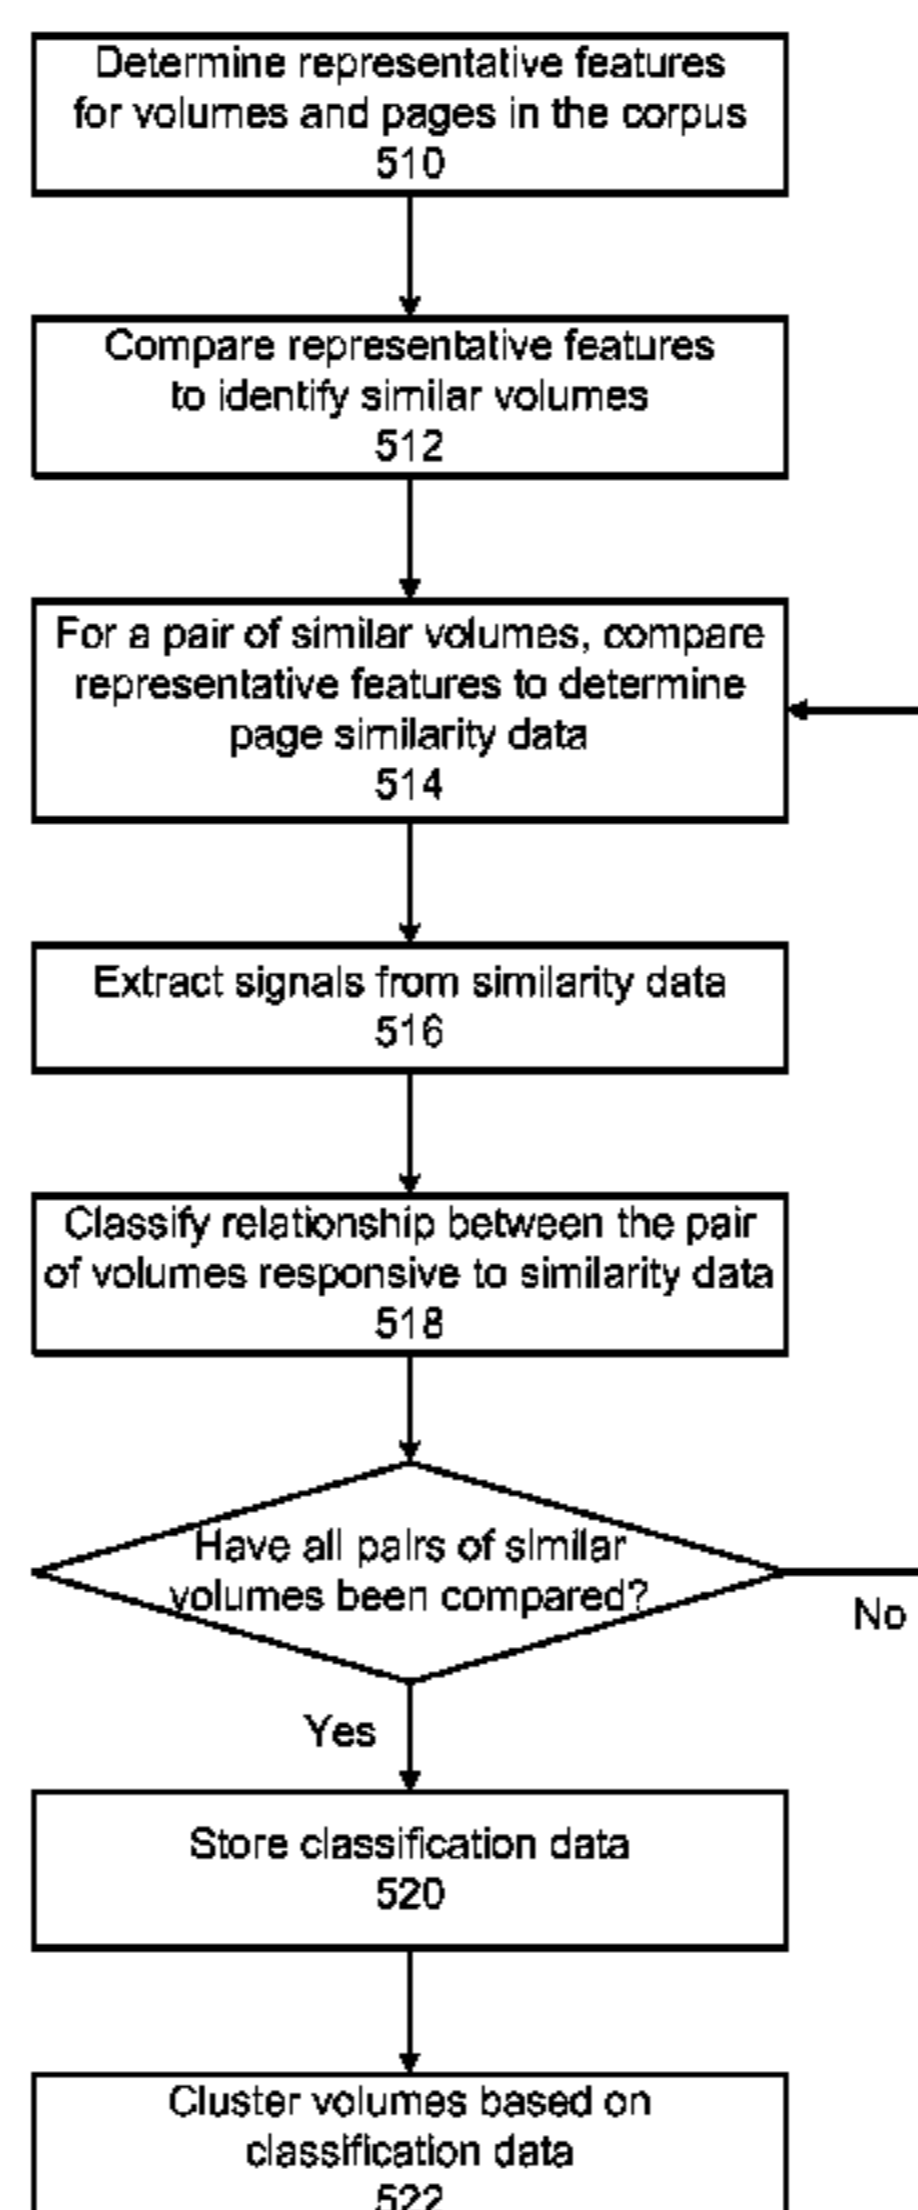 Determine representative features
for volumes and pages in the corpus
510
Compare representative features
to identify similar volumes
512
For a pair of similar volumes, compare
representative features to determine
page similarity data
514
Extract signals from similarity data
516
Classify relationship between the pair
of volumes responsive to similarity data
518
Have all pairs of similar
volumes been compared?
No
Yes
Store classification data
520
Cluster volumes based on
classification data
522